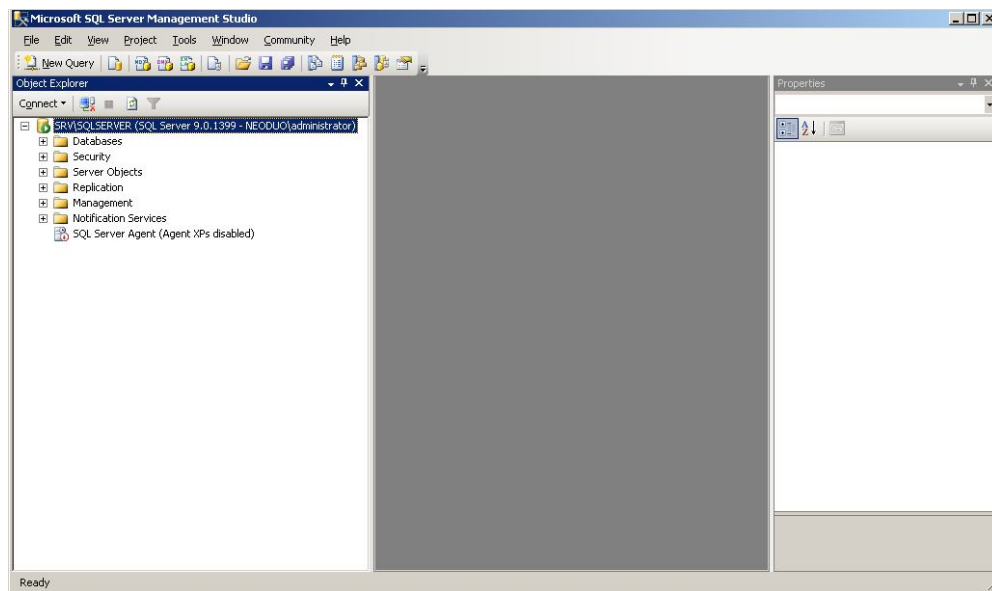 Microsoft SQL Server Management Studio
File Edit View Project Tools Window Community Help
New Query
Object Explorer
Properties
Connect
SRV\SQLSERVER (SQL Server 9.0.1399 - NEODUO\administrator)
Databases
Security
Server Objects
Replication
Management
Notification Services
SQL Server Agent (Agent XPs disabled)
Ready